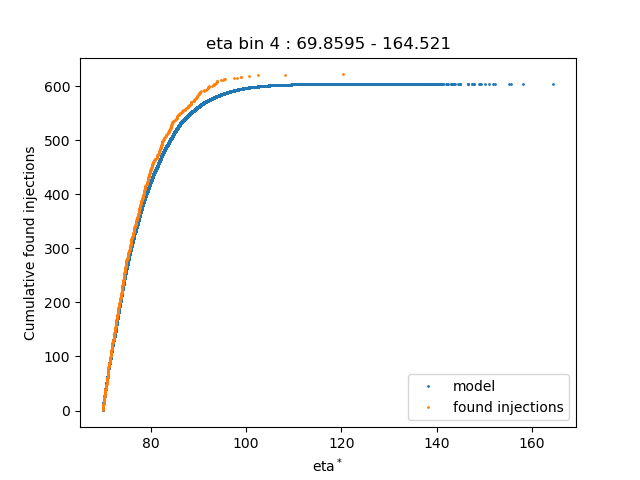 eta bin 4 : 69.8595 - 164.521
600
500
400
300
200
100
0
Cumulative found injections
80
100
120
140
160
eta*
model
found injections